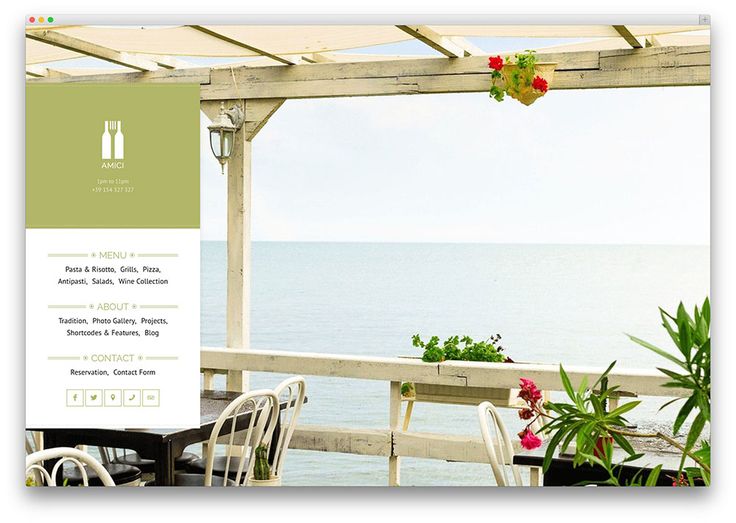 AMICI
1pm to 11pm
+39 154 327 327
MENU
Pasta & Risotto, Grills, Pizza,
Antipasti, Salads, Wine Collection
ABOUT
Tradition, Photo Gallery, Projects,
Shortcodes & Features, Blog
CONTACT
Reservation, Contact Form